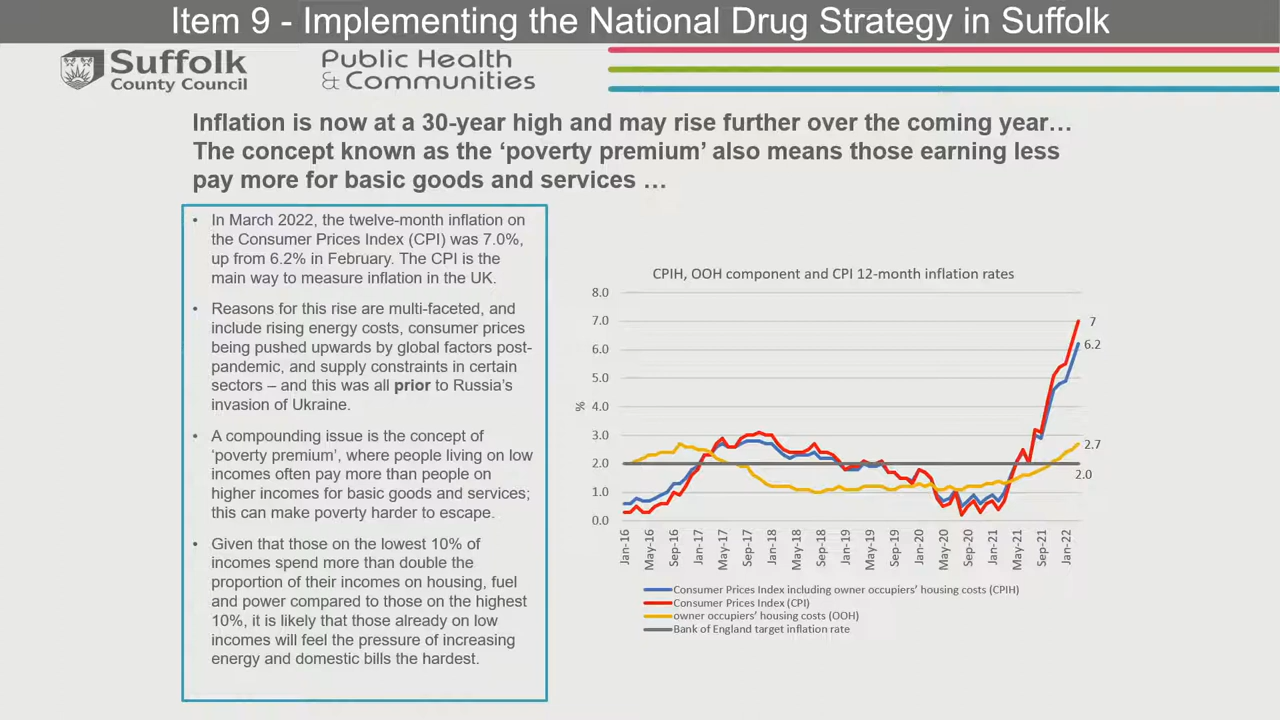 Item 9 - Implementing the National Drug Strategy in Suffolk
Suffolk
County Council
Public Health
& Communities
Inflation is now at a 30-year high and may rise further over the coming year…
The concept known as the ‘poverty premium’ also means those earning less
pay more for basic goods and services …
• In March 2022, the twelve-month inflation on
the Consumer Prices Index (CPI) was 7.0%,
up from 6.2% in February. The CPI is the
main way to measure inflation in the UK.
• Reasons for this rise are multi-faceted, and
include rising energy costs, consumer prices
being pushed upwards by global factors post-
pandemic, and supply constraints in certain
sectors – and this was all prior to Russia’s
invasion of Ukraine.
• A compounding issue is the concept of
‘poverty premium’, where people living on low
incomes often pay more than people on
higher incomes for basic goods and services;
this can make poverty harder to escape.
• Given that those on the lowest 10% of
incomes spend more than double the
proportion of their incomes on housing, fuel
and power compared to those on the highest
10%, it is likely that those already on low
incomes will feel the pressure of increasing
energy and domestic bills the hardest.
CPIH, OOH component and CPI 12-month inflation rates
8.0
7.0
6.0
5.0
4.0
3.0
2.0
1.0
0.0
%
7
6.2
2.7
2.0
Jan-16
May-16
Sep-16
Jan-17
May-17
Sep-17
Jan-18
May-18
Sep-18
Jan-19
May-19
Sep-19
Jan-20
May-20
Sep-20
Jan-21
May-21
Sep-21
Jan-22
Consumer Prices Index including owner occupiers’ housing costs (CPIH)
Consumer Prices Index (CPI)
owner occupiers’ housing costs (OOH)
Bank of England target inflation rate